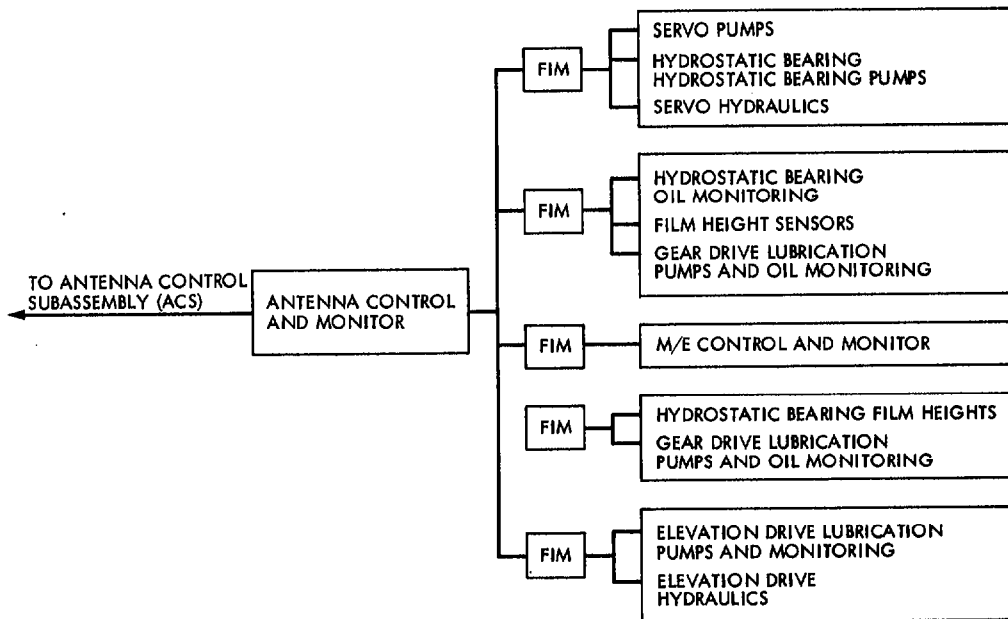 TO ANTENNA CONTROL
SUBASSEMBLY (ACS)
ANTENNA CONTROL
AND MONITOR
FIM
SERVO PUMPS
HYDROSTATIC BEARING
HYDROSTATIC BEARING PUMPS
SERVO HYDRAULICS
FIM
HYDROSTATIC BEARING
OIL MONITORING
FILM HEIGHT SENSORS
GEAR DRIVE LUBRICATION
PUMPS AND OIL MONITORING
FIM
M/E CONTROL AND MONITOR
FIM
HYDROSTATIC BEARING FILM HEIGHTS
GEAR DRIVE LUBRICATION
PUMPS AND OIL MONITORING
FIM
ELEVATION DRIVE LUBRICATION
PUMPS AND MONITORING
ELEVATION DRIVE
HYDRAULICS